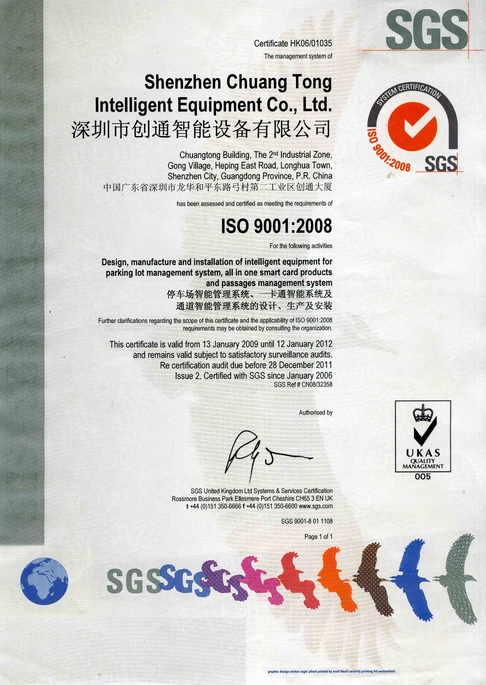 SGS
Certificate HK06/01035
The management system of
Shenzhen Chuang Tong
Intelligent Equipment Co., Ltd.
深圳市创通智能设备有限公司
SYSTEM CERTIFICATION
ISO 9001:2008
SGS
Chuangtong Building, The 2nd Industrial Zone,
Gong Village, Heping East Road, Longhua Town,
Shenzhen City, Guangdong Province, P.R. China
中国广东省深圳市龙华和平东路弓村第二工业区创通大厦
has been assessed and certified as meeting the requirements of
ISO 9001:2008
For the following activities
Design, manufacture and installation of intelligent equipment for
parking lot management system, all in one smart card products
and passages management system
停车场智能管理系统、一卡通智能系统及
通道智能管理系统的设计、生产及安装
Further clarifications regarding the scope of this certificate and the applicability of ISO 9001:2008
requirements may be obtained by consulting the organization.
This certificate is valid from 13 January 2009 until 12 January 2012
and remains valid subject to satisfactory surveillance audits.
Re certification audit due before 28 December 2011
Issue 2. Certified with SGS since January 2006
SGS Ref # CN08/32358
Authorised by
UKAS
QUALITY
MANAGEMENT
005
SGS United Kingdom Ltd Systems & Services Certification
Rossmore Business Park Ellesmere Port Cheshire CH65 3 EN UK
t +44 (0)151 350-6666 f +44 (0)151 350-6600 www.sgs.com
SGS 9001-8 01 1108
Page 1 of 1
SGSSGSSGS